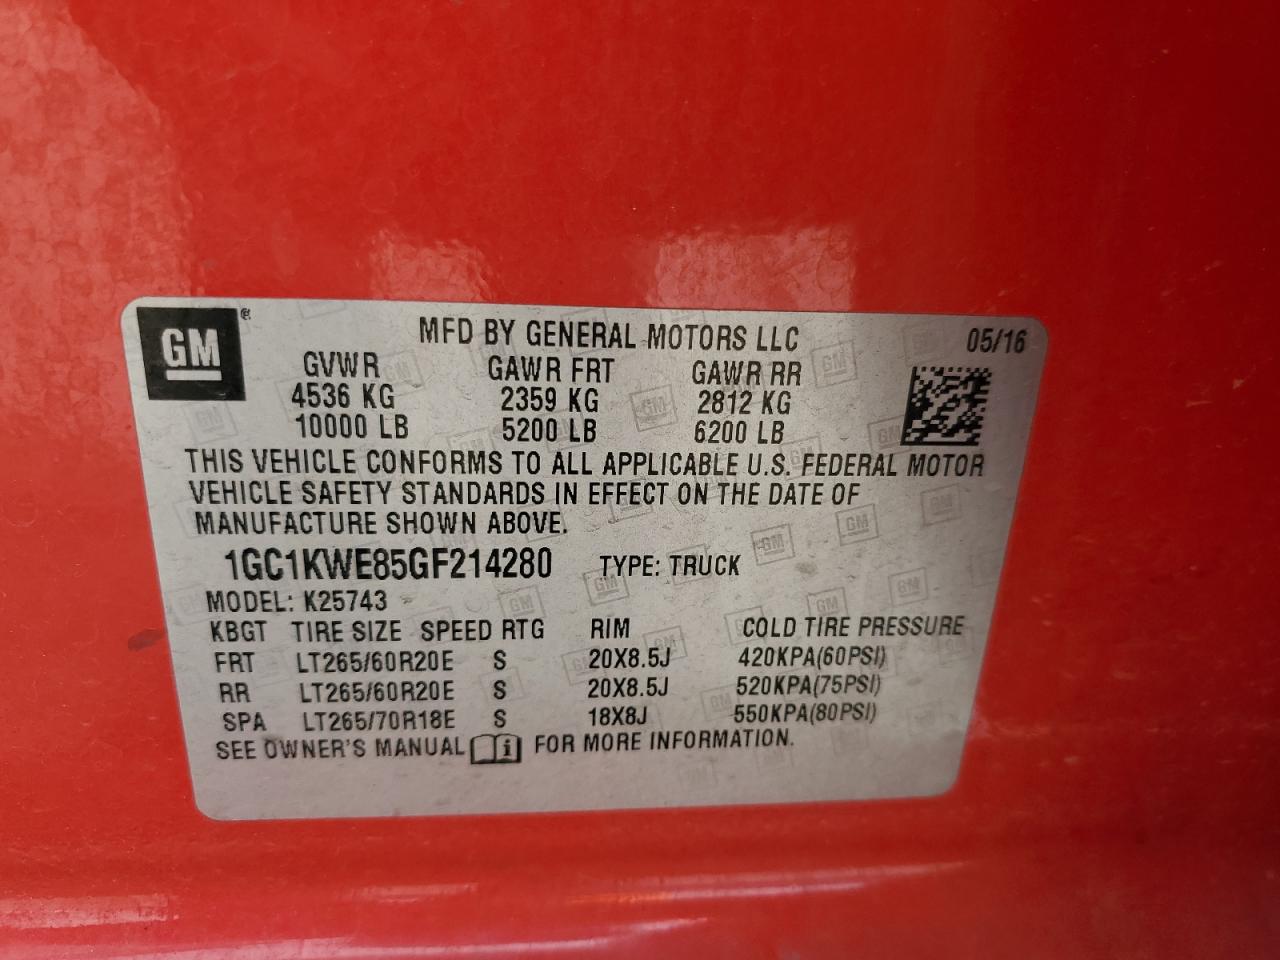 GM
MFD BY GENERAL MOTORS LLC 05/16
GVWR GAWR FRT GAWR RR
4536 KG 2359 KG 2812 KG
10000 LB 5200 LB 6200 LB
THIS VEHICLE CONFORMS TO ALL APPLICABLE U.S. FEDERAL MOTOR
VEHICLE SAFETY STANDARDS IN EFFECT ON THE DATE OF
MANUFACTURE SHOWN ABOVE.
1GC1KWE85GF214280 TYPE: TRUCK
MODEL: K25743
KBGT TIRE SIZE SPEED RTG RIM COLD TIRE PRESSURE
FRT LT265/60R20E S 20X8.5J 420KPA(60PSI)
RR LT265/60R20E S 20X8.5J 520KPA(75PSI)
SPA LT265/70R18E S 18X8J 550KPA(80PSI)
SEE OWNER'S MANUAL i FOR MORE INFORMATION.